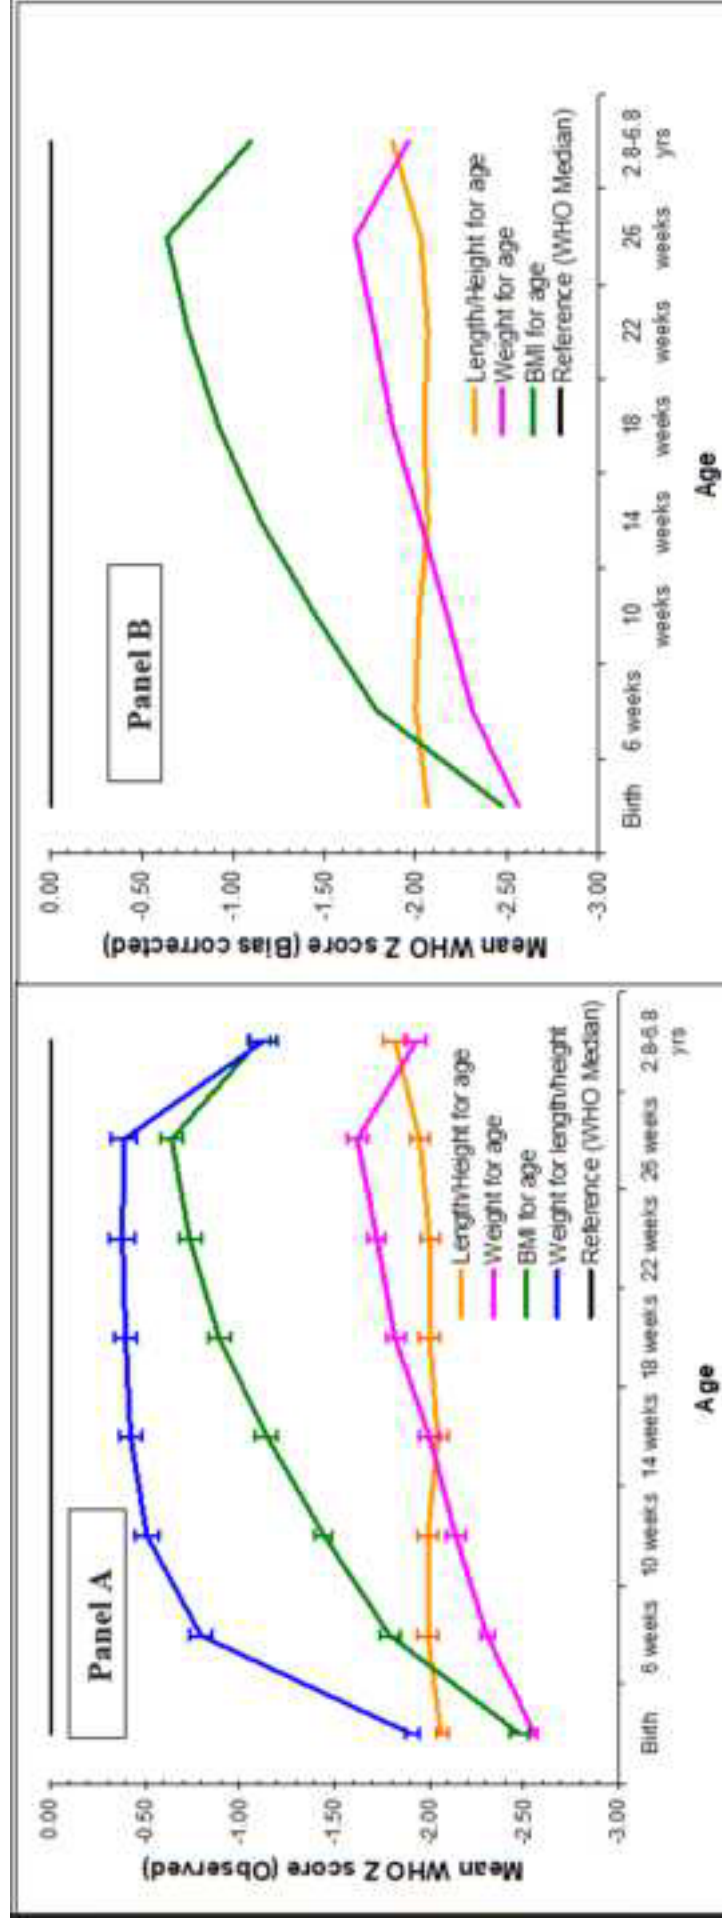 Panel A
Mean WHO Z score (Observed)
0.00
-0.50
-1.00
-1.50
-2.00
-2.50
-3.00
Length/Height for age
Weight for age
BMI for age
Weight for length/height
Reference (WHO Median)
Birth 6 weeks 10 weeks 14 weeks 18 weeks 22 weeks 26 weeks 2.8-6.8
yrs
Age
Panel B
Mean WHO Z score (Bias corrected)
0.00
-0.50
-1.00
-1.50
-2.00
-2.50
-3.00
Length/Height for age
Weight for age
BMI for age
Reference (WHO Median)
Birth 6 weeks 10 14 18 22 26 2.8-6.8
weeks weeks weeks weeks weeks yrs
Age